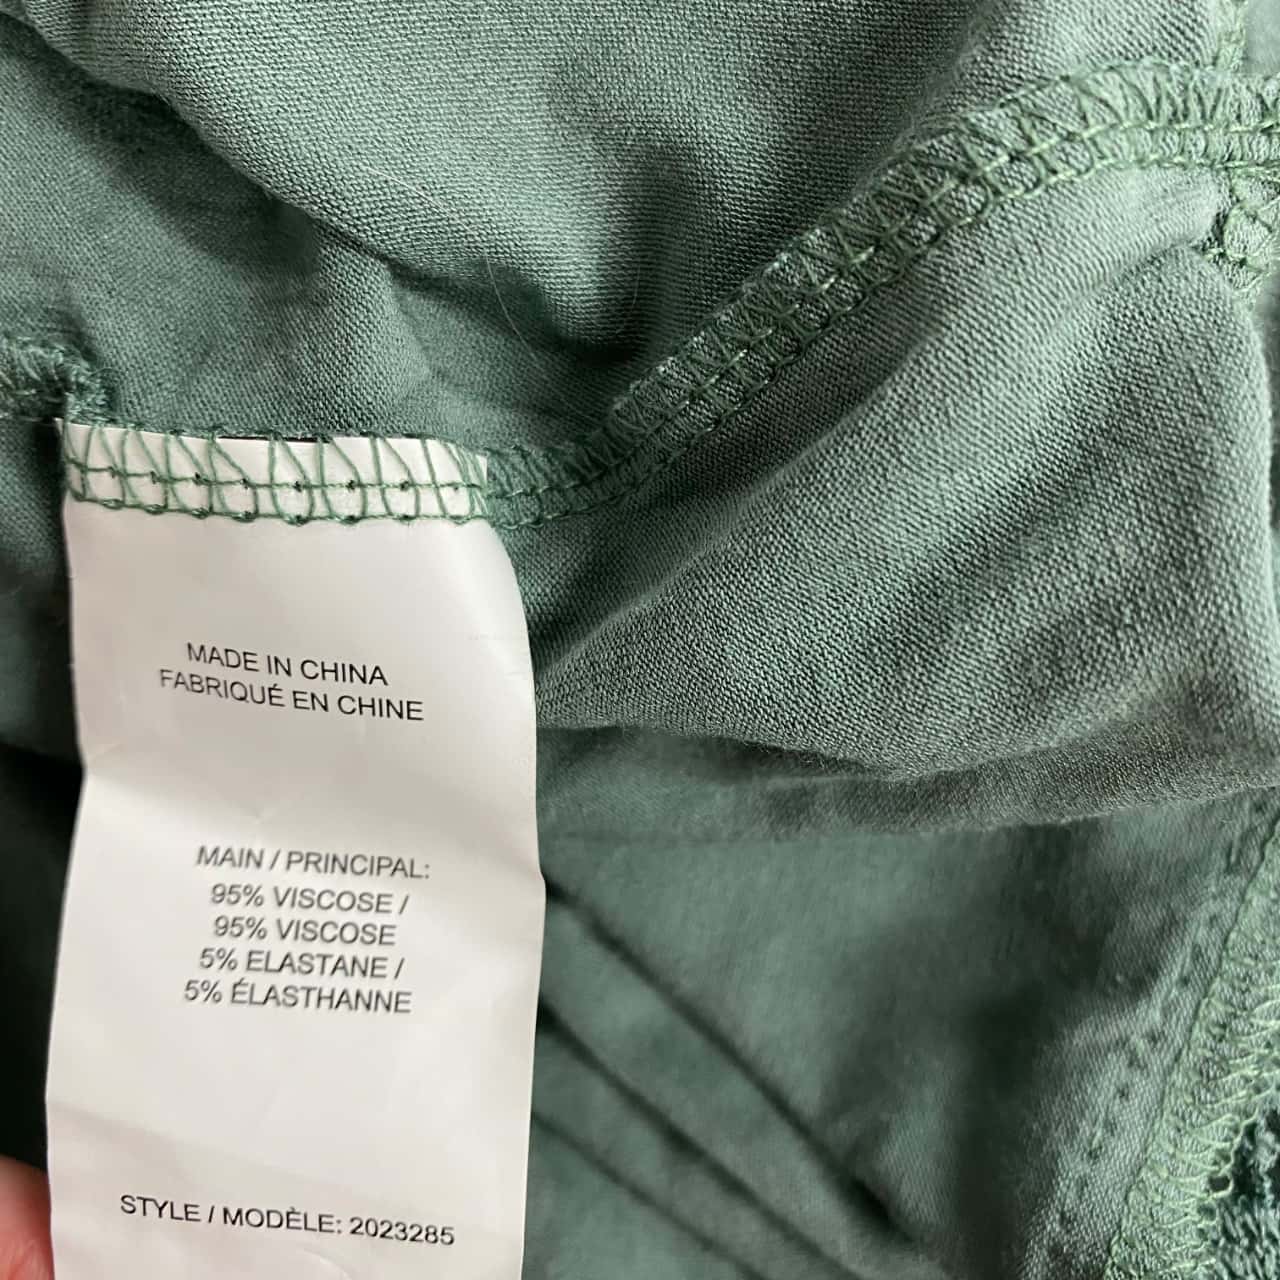 MADE IN CHINA
FABRIQUÉ EN CHINE
MAIN / PRINCIPAL:
95% VISCOSE /
95% VISCOSE
5% ELASTANE /
5% ÉLASTHANNE
STYLE / MODÈLE: 2023285